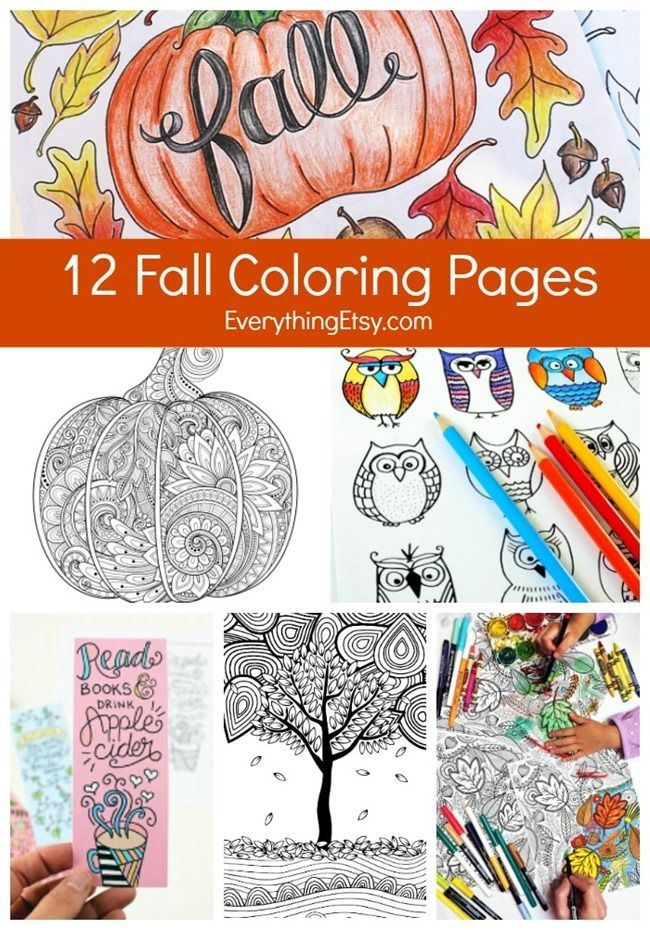 fall
12 Fall Coloring Pages
EverythingEtsy.com
Read
BOOKS &
DRINK
Apple
cider